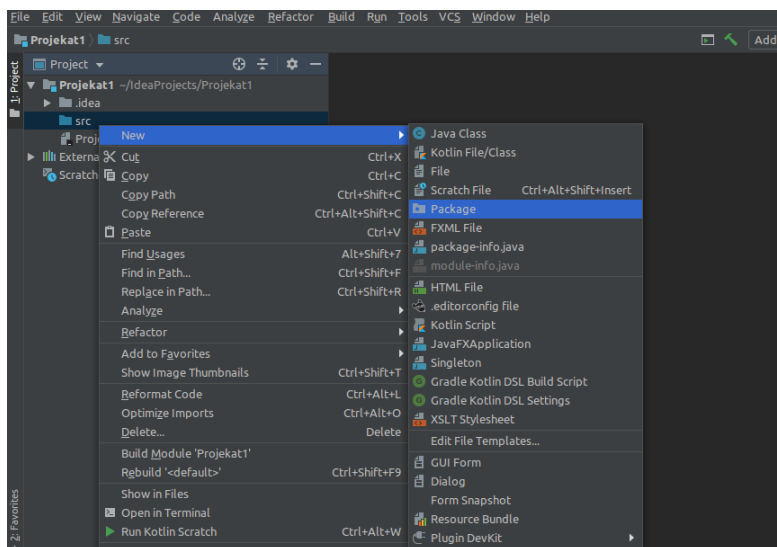 File Edit View Navigate Code Analyze Refactor Build Run Tools VCS Window Help
Projekat1 src Add
1: Project
Project
Projekat1 ~/IdeaProjects/Projekat1
.idea
src
Proj
Externa
Scratch
New
Cut Ctrl+X
Copy Ctrl+C
Copy Path Ctrl+Shift+C
Copy Reference Ctrl+Alt+Shift+C
Paste Ctrl+V
Find Usages Alt+Shift+7
Find in Path... Ctrl+Shift+F
Replace in Path... Ctrl+Shift+R
Analyze
Refactor
Add to Favorites
Show Image Thumbnails Ctrl+Shift+T
Reformat Code Ctrl+Alt+L
Optimize Imports Ctrl+Alt+O
Delete... Delete
Build Module 'Projekat1'
Rebuild '<default>' Ctrl+Shift+F9
Show in Files
Open in Terminal
Run Kotlin Scratch Ctrl+Alt+W
Java Class
Kotlin File/Class
File
Scratch File Ctrl+Alt+Shift+Insert
Package
FXML File
package-info.java
module-info.java
HTML File
.editorconfig file
Kotlin Script
JavaFXApplication
Singleton
Gradle Kotlin DSL Build Script
Gradle Kotlin DSL Settings
XSLT Stylesheet
Edit File Templates...
GUI Form
Dialog
Form Snapshot
Resource Bundle
Plugin DevKit
2: Favorites